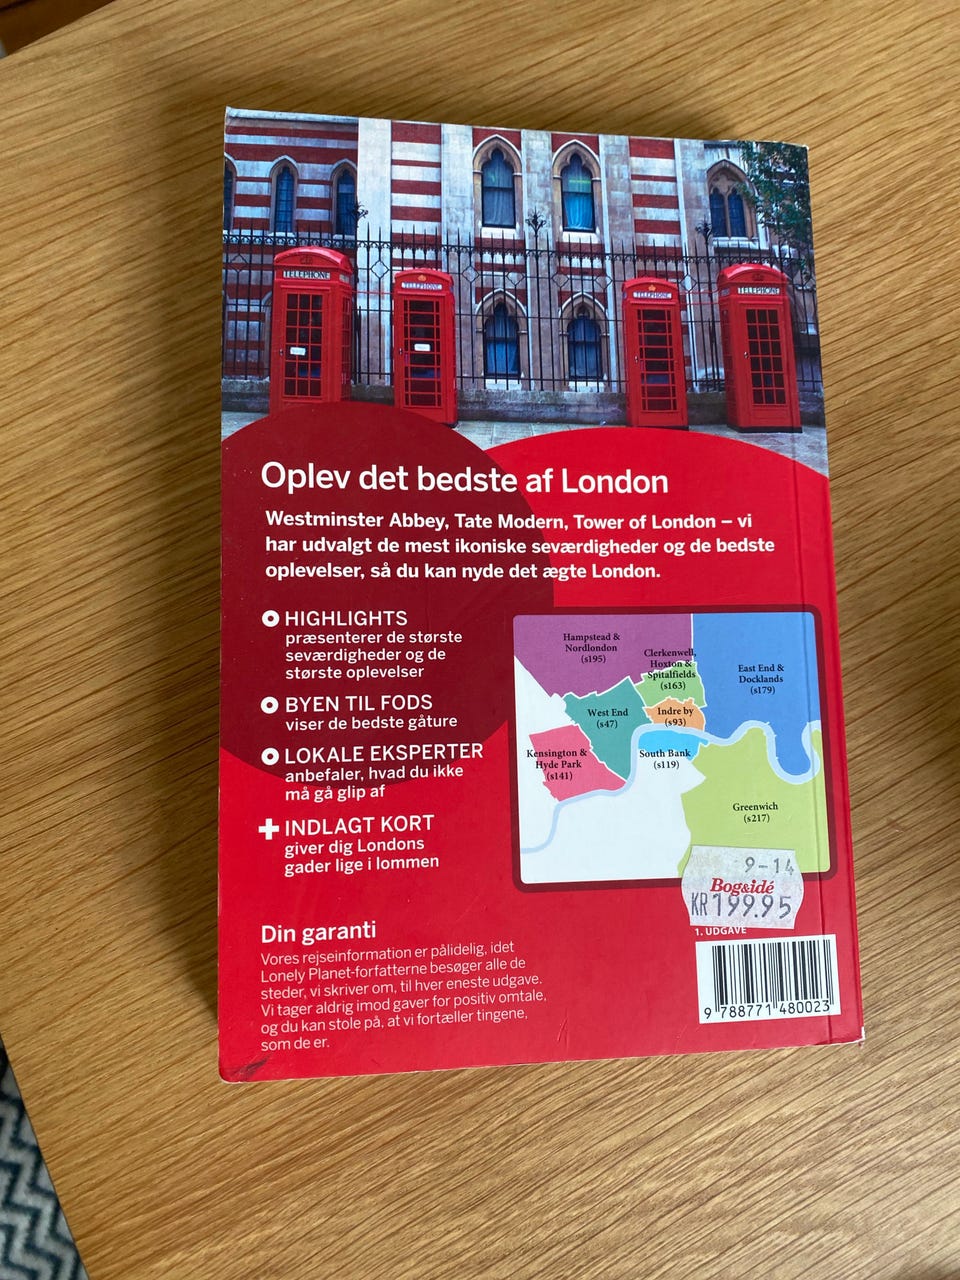 TELEPHONE
TELEPHONE
TELEPHONE
TELEPHONE
Oplev det bedste af London
Westminster Abbey, Tate Modern, Tower of London – vi
har udvalgt de mest ikoniske seværdigheder og de bedste
oplevelser, så du kan nyde det ægte London.
HIGHLIGHTS
præsenterer de største
seværdigheder og de
største oplevelser
BYEN TIL FODS
viser de bedste gåture
LOKALE EKSPERTER
anbefaler, hvad du ikke
må gå glip af
INDLAGT KORT
giver dig Londons
gader lige i lommen
Hampstead &
Nordlondon
(s195)
Clerkenwell,
Hoxton &
Spitalfields
(s163)
East End &
Docklands
(s179)
West End
(s47)
Indre by
(s93)
Kensington &
Hyde Park
(s141)
South Bank
(s119)
Greenwich
(s217)
9-14
Bog&idé
KR 199.95
1. UDGAVE
Din garanti
Vores rejseinformation er pålidelig, idet
Lonely Planet-forfatterne besøger alle de
steder, vi skriver om, til hver eneste udgave.
Vi tager aldrig imod gaver for positiv omtale,
og du kan stole på, at vi fortæller tingene,
som de er.
9 788771 480023